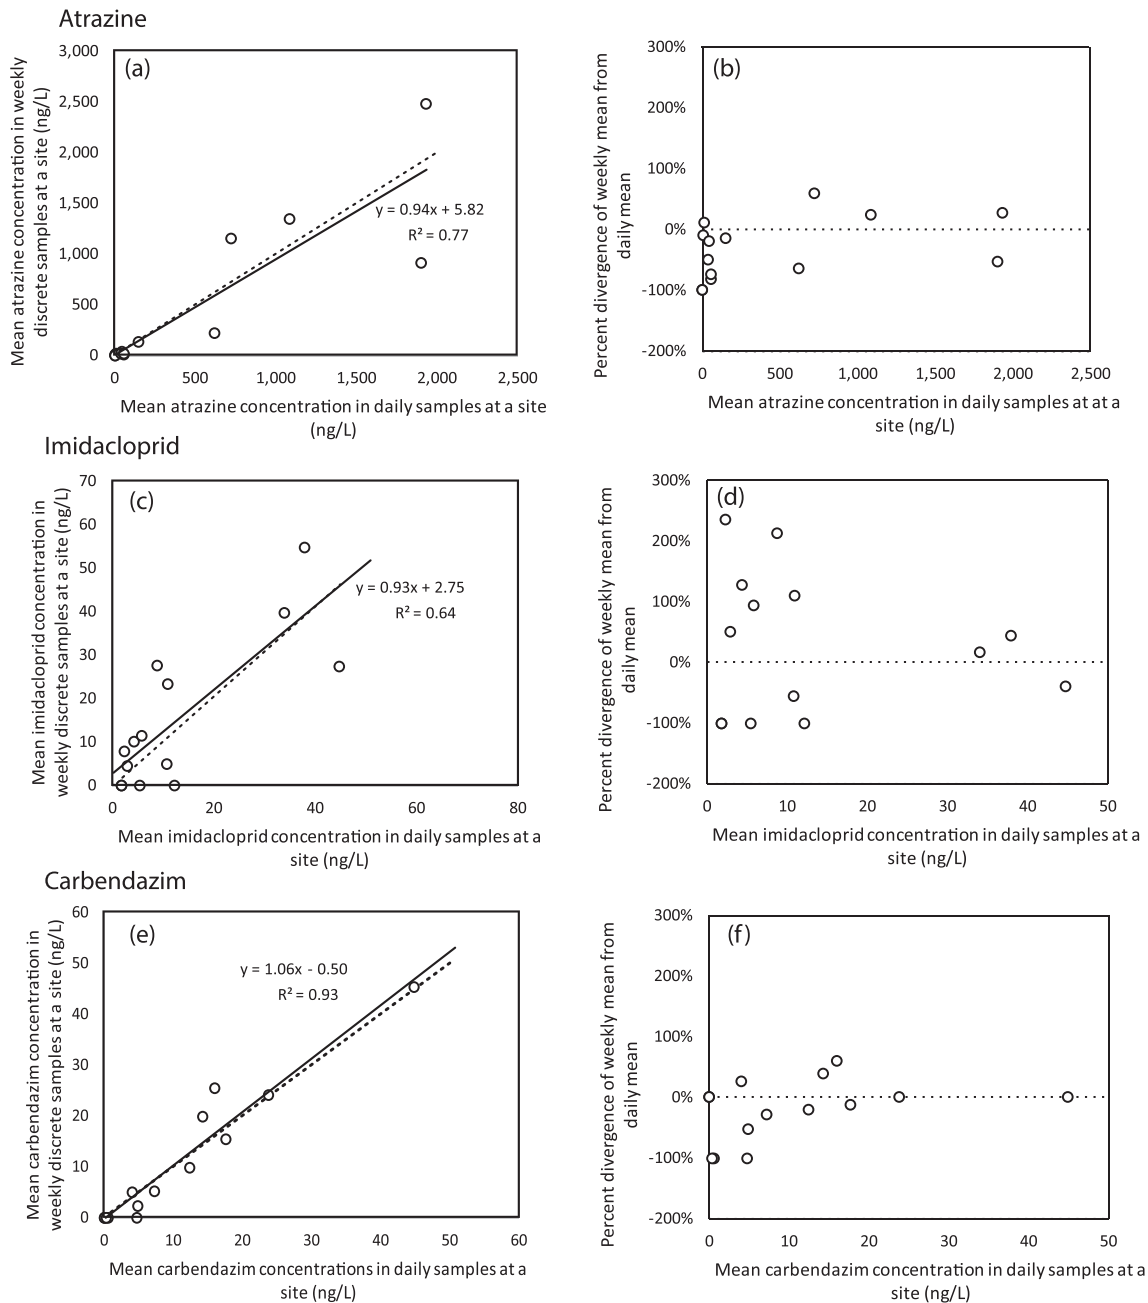 Atrazine
Mean atrazine concentration in weekly
discrete samples at a site (ng/L)
3,000
2,500
2,000
1,500
1,000
500
0
(a)
y = 0.94x + 5.82
R² = 0.77
0 500 1,000 1,500 2,000 2,500
Mean atrazine concentration in daily samples at a site
(ng/L)
Percent divergence of weekly mean from
daily mean
300%
200%
100%
0%
-100%
-200%
(b)
0 500 1,000 1,500 2,000 2,500
Mean atrazine concentration in daily samples at at a
site (ng/L)
Imidacloprid
Mean imidacloprid concentration in
weekly discrete samples at a site (ng/L)
70
60
50
40
30
20
10
0
(c)
y = 0.93x + 2.75
R² = 0.64
0 20 40 60 80
Mean imidacloprid concentration in daily samples at a
site (ng/L)
Percent divergence of weekly mean from
daily mean
300%
200%
100%
0%
-100%
-200%
(d)
0 10 20 30 40 50
Mean imidacloprid concentration in daily samples at a
site (ng/L)
Carbendazim
Mean carbendazim concentration in
weekly discrete samples at a site (ng/L)
60
50
40
30
20
10
0
(e)
y = 1.06x - 0.50
R² = 0.93
0 10 20 30 40 50 60
Mean carbendazim concentrations in daily samples at a
site (ng/L)
Percent divergence of weekly mean from
daily mean
300%
200%
100%
0%
-100%
-200%
(f)
0 10 20 30 40 50
Mean carbendazim concentration in daily samples at a
site (ng/L)